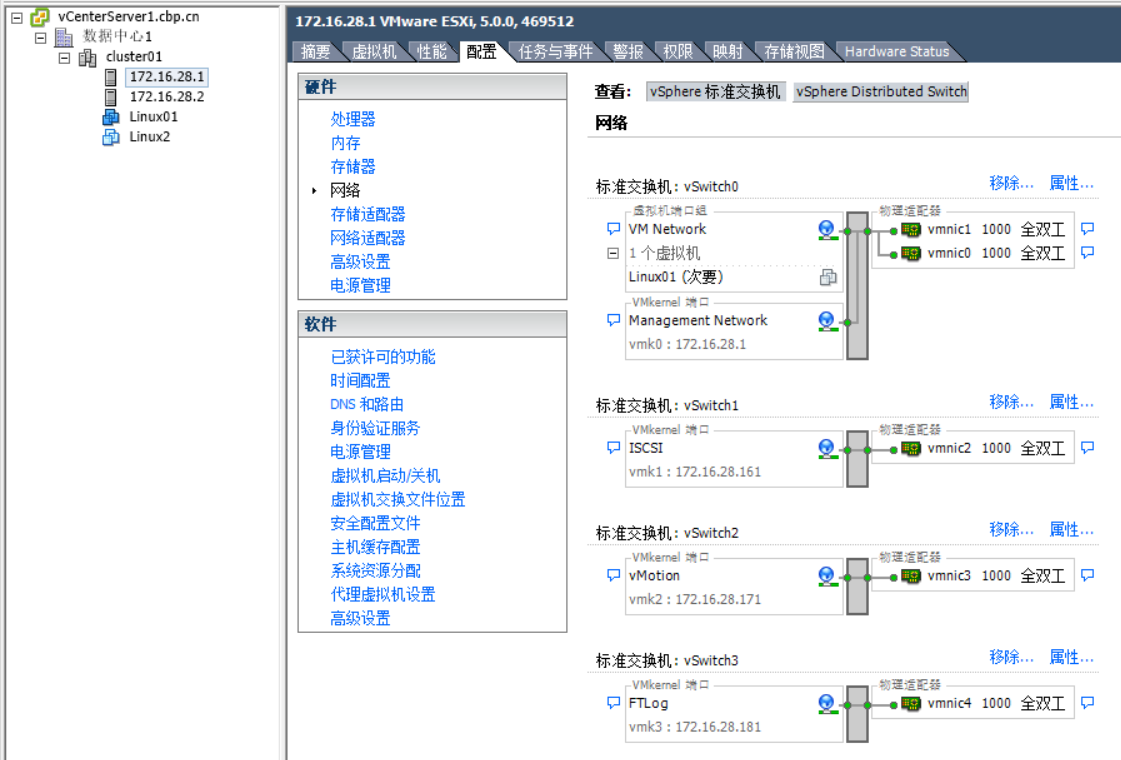 vCenterServer1.cbp.cn
数据中心1
cluster01
172.16.28.1
172.16.28.2
Linux01
Linux2
172.16.28.1 VMware ESXi, 5.0.0, 469512
摘要 虚拟机 性能 配置 任务与事件 警报 权限 映射 存储视图 Hardware Status
硬件
处理器
内存
存储器
网络
存储适配器
网络适配器
高级设置
电源管理
软件
已获许可的功能
时间配置
DNS 和路由
身份验证服务
电源管理
虚拟机启动/关机
虚拟机交换文件位置
安全配置文件
主机缓存配置
系统资源分配
代理虚拟机设置
高级设置
查看: vSphere 标准交换机 vSphere Distributed Switch
网络
标准交换机: vSwitch0 移除... 属性...
虚拟机端口组 物理适配器
VM Network vmnic1 1000 全双工
1 个虚拟机 vmnic0 1000 全双工
Linux01 (次要)
VMkernel 端口
Management Network
vmk0 : 172.16.28.1
标准交换机: vSwitch1 移除... 属性...
VMkernel 端口 物理适配器
ISCSI vmnic2 1000 全双工
vmk1 : 172.16.28.161
标准交换机: vSwitch2 移除... 属性...
VMkernel 端口 物理适配器
vMotion vmnic3 1000 全双工
vmk2 : 172.16.28.171
标准交换机: vSwitch3 移除... 属性...
VMkernel 端口 物理适配器
FTLog vmnic4 1000 全双工
vmk3 : 172.16.28.181